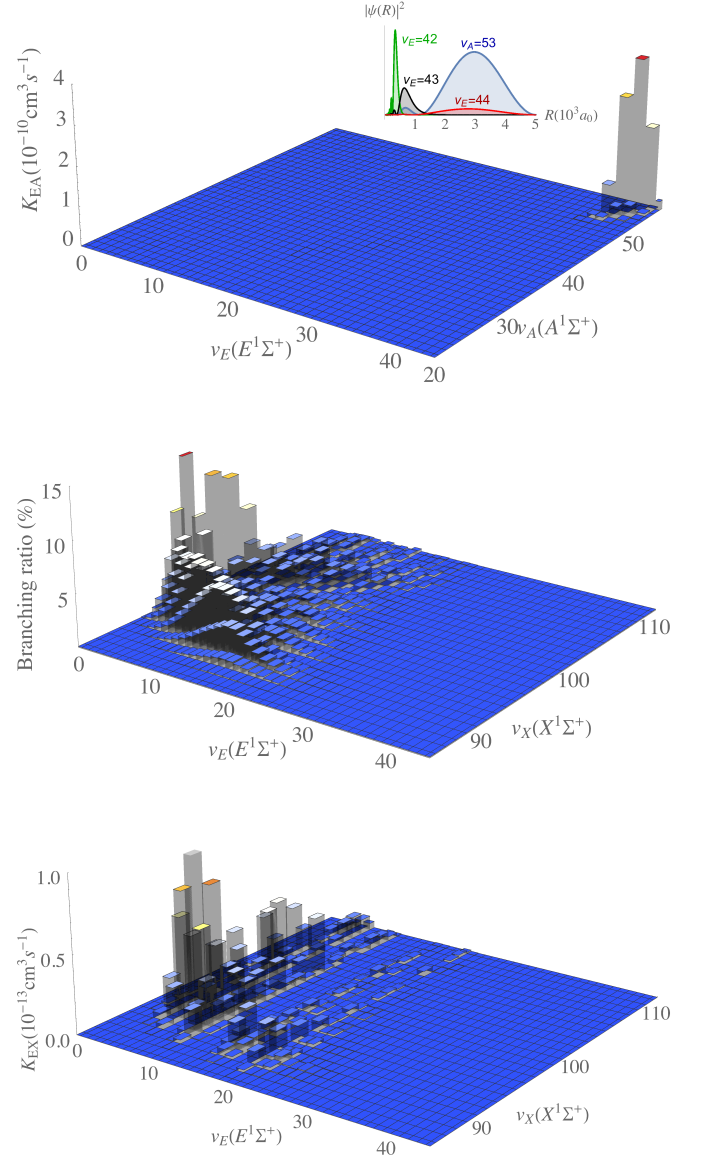 |ψ(R)|²
v_E=42
v_A=53
v_E=43
v_E=44
1 2 3 4 5
R(10³a₀)
K_EA(10⁻¹⁰cm³s⁻¹)
4
3
2
1
0
0
10
20
30
40
v_E(E¹Σ⁺)
20
30
40
50
v_A(A¹Σ⁺)
Branching ratio (%)
15
10
5
0
10
20
30
40
v_E(E¹Σ⁺)
90
100
110
v_X(X¹Σ⁺)
K_EX(10⁻¹³cm³s⁻¹)
1.0
0.5
0.0
0
10
20
30
40
v_E(E¹Σ⁺)
90
100
110
v_X(X¹Σ⁺)